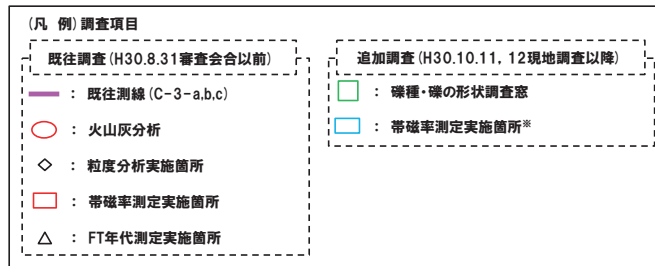 (凡 例)調査項目
既往調査(H30.8.31審査会合以前)
： 既往測線(C-3-a,b,c)
： 火山灰分析
： 粒度分析実施箇所
： 帯磁率測定実施箇所
： FT年代測定実施箇所
追加調査(H30.10.11, 12現地調査以降)
： 礫種・礫の形状調査窓
： 帯磁率測定実施箇所※